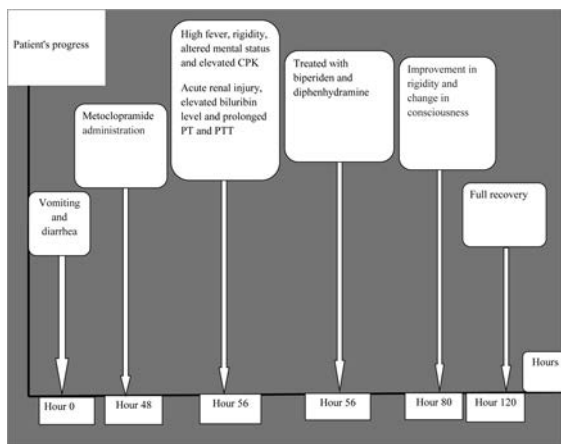 Patient's progress
High fever, rigidity,
altered mental status
and elevated CPK
Acute renal injury,
elevated biluribin
level and prolonged
PT and PTT
Treated with
biperiden and
diphenhydramine
Improvement in
rigidity and
change in
consciousness
Metoclopramide
administration
Vomiting
and
diarrhea
Full recovery
Hours
Hour 0
Hour 48
Hour 56
Hour 56
Hour 80
Hour 120